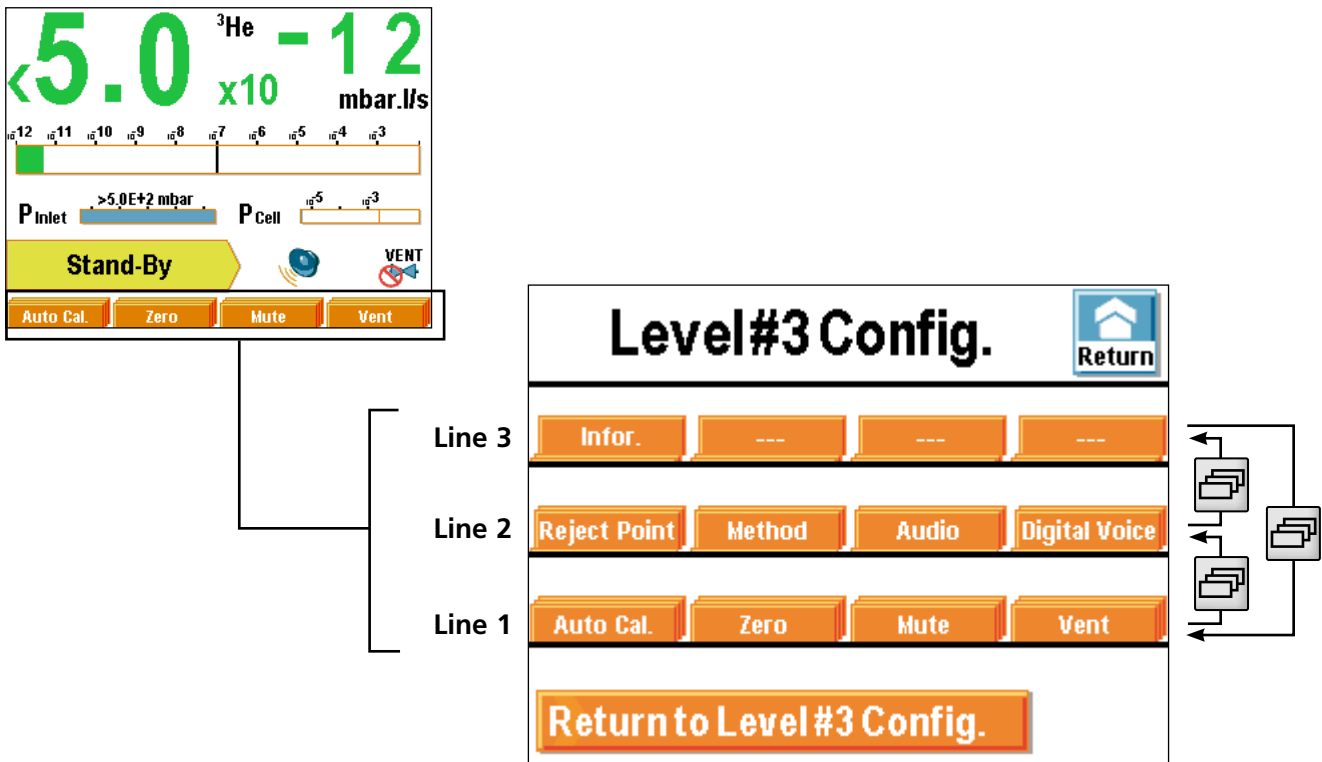 <5.0 ³He x10 -12
mbar.l/s
10-12 10-11 10-10 10-9 10-8 10-7 10-6 10-5 10-4 10-3
P Inlet >5.0E+2 mbar P Cell 10-5 10-3
Stand-By VENT
Auto Cal. Zero Mute Vent
Level#3 Config. Return
Line 3 Infor. --- --- ---
Line 2 Reject Point Method Audio Digital Voice
Line 1 Auto Cal. Zero Mute Vent
Return to Level #3 Config.